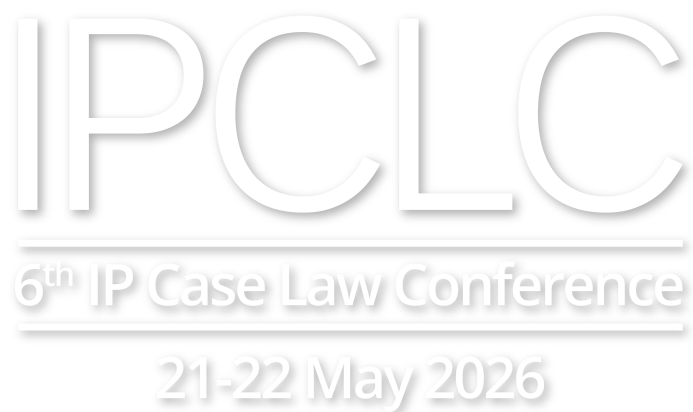 IPCLC
6th IP Case Law Conference
21-22 May 2026